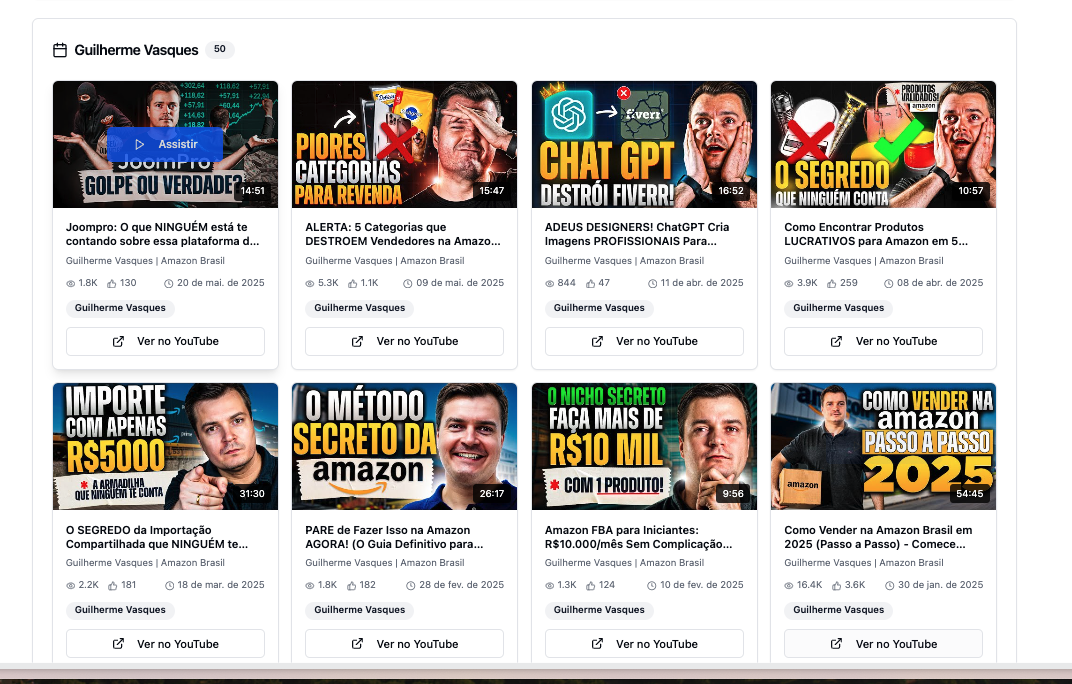 Guilherme Vasques 50
+302,64 +118,62 +57,91
+118,62
+57,91
+14,63
+18,82
Assistir
JoomPro
GOLPE OU VERDADE?
14:51
Joompro: O que NINGUÉM está te
contando sobre essa plataforma d...
Guilherme Vasques | Amazon Brasil
1.8K 130 20 de mai. de 2025
Guilherme Vasques
Ver no YouTube
PIORES
CATEGORIAS
PARA REVENDA
15:47
ALERTA: 5 Categorias que
DESTROEM Vendedores na Amazo...
Guilherme Vasques | Amazon Brasil
5.3K 1.1K 09 de mai. de 2025
Guilherme Vasques
Ver no YouTube
fiverr
CHAT GPT
DESTRÓI FIVERR!
16:52
ADEUS DESIGNERS! ChatGPT Cria
Imagens PROFISSIONAIS Para...
Guilherme Vasques | Amazon Brasil
844 47 11 de abr. de 2025
Guilherme Vasques
Ver no YouTube
* PRODUTOS
VALIDADOS!
amazon
O SEGREDO
QUE NINGUÉM CONTA
10:57
Como Encontrar Produtos
LUCRATIVOS para Amazon em 5...
Guilherme Vasques | Amazon Brasil
3.9K 259 08 de abr. de 2025
Guilherme Vasques
Ver no YouTube
IMPORTE
COM APENAS
R$5000
* A ARMADILHA
QUE NINGUÉM TE CONTA
31:30
O SEGREDO da Importação
Compartilhada que NINGUÉM te...
Guilherme Vasques | Amazon Brasil
2.2K 181 18 de mar. de 2025
Guilherme Vasques
Ver no YouTube
O MÉTODO
SECRETO DA
amazon
26:17
PARE de Fazer Isso na Amazon
AGORA! (O Guia Definitivo para...
Guilherme Vasques | Amazon Brasil
1.8K 182 28 de fev. de 2025
Guilherme Vasques
Ver no YouTube
O NICHO SECRETO
FAÇA MAIS DE
R$10 MIL
* COM 1 PRODUTO!
9:56
Amazon FBA para Iniciantes:
R$10.000/mês Sem Complicação...
Guilherme Vasques | Amazon Brasil
1.3K 124 10 de fev. de 2025
Guilherme Vasques
Ver no YouTube
COMO VENDER NA
amazon
PASSO A PASSO
2025
amazon
54:45
Como Vender na Amazon Brasil em
2025 (Passo a Passo) - Comece...
Guilherme Vasques | Amazon Brasil
16.4K 3.6K 30 de jan. de 2025
Guilherme Vasques
Ver no YouTube